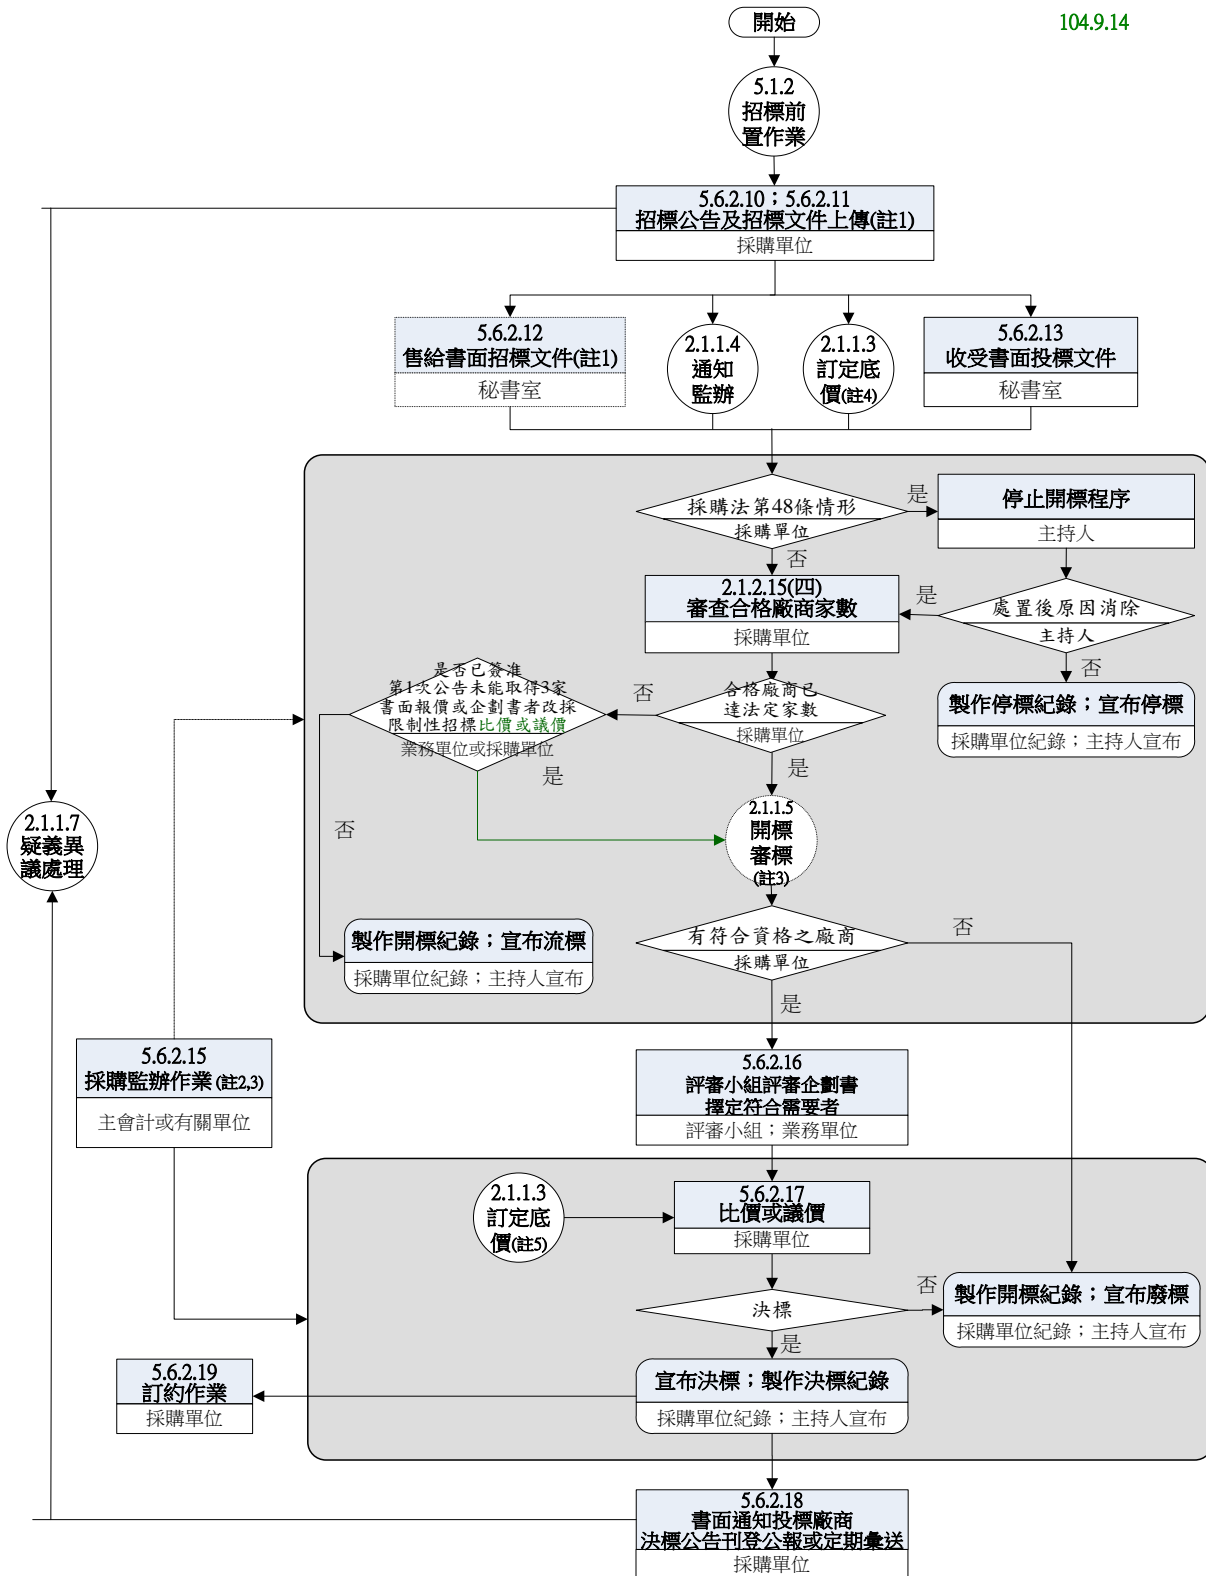 開始
104.9.14
5.1.2
招標前
置作業
5.6.2.10；5.6.2.11
招標公告及招標文件上傳(註1)
採購單位
5.6.2.12
售給書面招標文件(註1)
秘書室
2.1.1.4
通知
監辦
2.1.1.3
訂定底
價(註4)
5.6.2.13
收受書面投標文件
秘書室
採購法第48條情形
採購單位
是
否
停止開標程序
主持人
2.1.2.15(四)
審查合格廠商家數
採購單位
是
處置後原因消除
主持人
否
製作停標紀錄；宣布停標
採購單位紀錄；主持人宣布
是否已簽准
第1次公告未能取得3家
書面報價或企劃書者改採
限制性招標比價或議價
業務單位或採購單位
否
合格廠商已
達法定家數
採購單位
是
是
否
2.1.1.5
開標
審標
(註3)
2.1.1.7
疑義異
議處理
製作開標紀錄；宣布流標
採購單位紀錄；主持人宣布
有符合資格之廠商
採購單位
否
是
5.6.2.15
採購監辦作業(註2,3)
主會計或有關單位
5.6.2.16
評審小組評審企劃書
擇定符合需要者
評審小組；業務單位
2.1.1.3
訂定底
價(註5)
5.6.2.17
比價或議價
採購單位
決標
否
是
製作開標紀錄；宣布廢標
採購單位紀錄；主持人宣布
5.6.2.19
訂約作業
採購單位
宣布決標；製作決標紀錄
採購單位紀錄；主持人宣布
5.6.2.18
書面通知投標廠商
決標公告刊登公報或定期彙送
採購單位